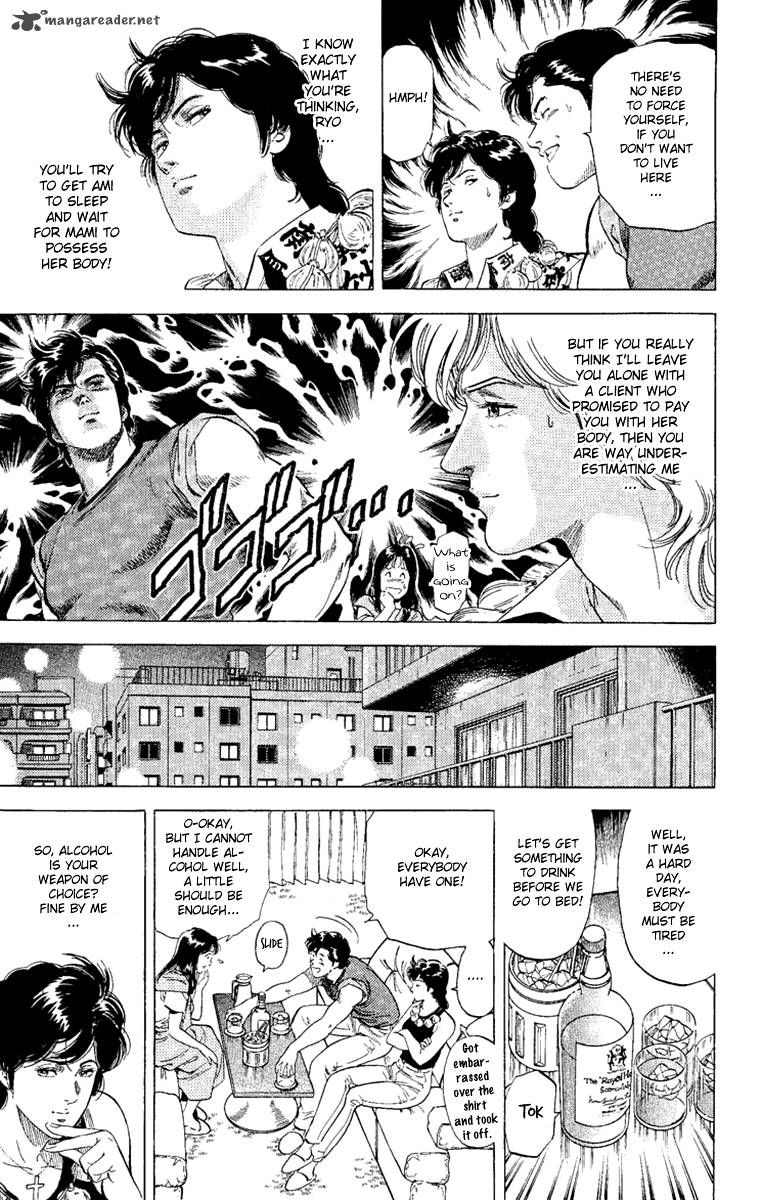 mangareader.net
THERE'S
NO NEED
TO FORCE
YOURSELF,
IF YOU
DON'T WANT
TO LIVE
HERE
...
HMPH!
I KNOW
EXACTLY
WHAT
YOU'RE
THINKING,
RYO
...
YOU'LL TRY
TO GET AMI
TO SLEEP
AND WAIT
FOR MAMI TO
POSSESS
HER BODY!
BUT IF YOU REALLY
THINK I'LL LEAVE
YOU ALONE WITH
A CLIENT WHO
PROMISED TO PAY
YOU WITH HER
BODY, THEN YOU
ARE WAY UNDER-
ESTIMATING ME
...
ゴゴゴ...
What
is
going
on?
WELL,
IT WAS
A HARD
DAY,
EVERY-
BODY
MUST BE
TIRED
...
LET'S GET
SOMETHING
TO DRINK
BEFORE WE
GO TO BED!
TOK
The "Royal
OKAY,
EVERYBODY
HAVE ONE!
O-OKAY,
BUT I CANNOT
HANDLE AL-
COHOL WELL,
A LITTLE
SHOULD BE
ENOUGH...
SLIDE
....
Got
embar-
rassed
over the
shirt
and took
it off.
SO, ALCOHOL
IS YOUR
WEAPON OF
CHOICE?
FINE BY ME
...